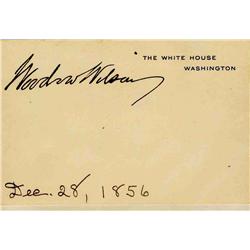 THE WHITE HOUSE
WASHINGTON
Woodrow Wilson
Dec. 28, 1856